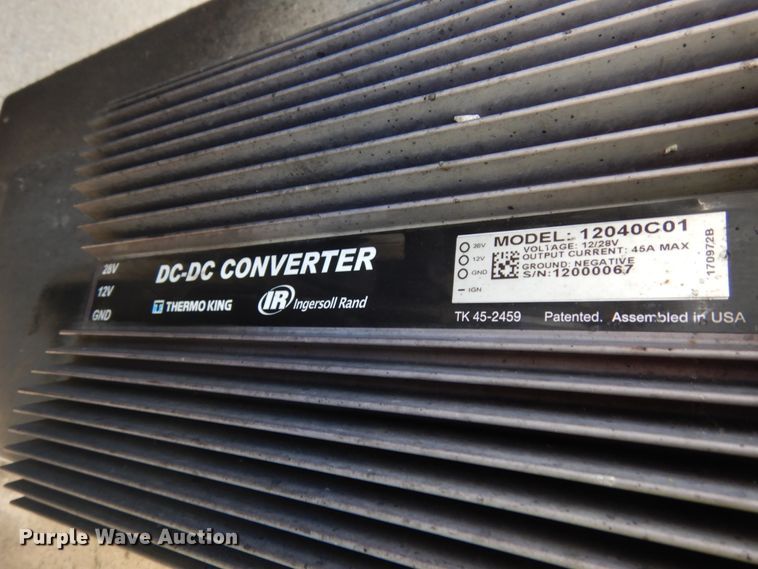 28V
12V
GND
DC-DC CONVERTER
THERMO KING
IR Ingersoll Rand
28V
12V
GND
IGN
MODEL: 12040C01
VOLTAGE: 12/28V
OUTPUT CURRENT: 45A MAX
GROUND: NEGATIVE
S/N:12000067
170972B
TK 45-2459 Patented. Assembled in USA
Purple Wave Auction